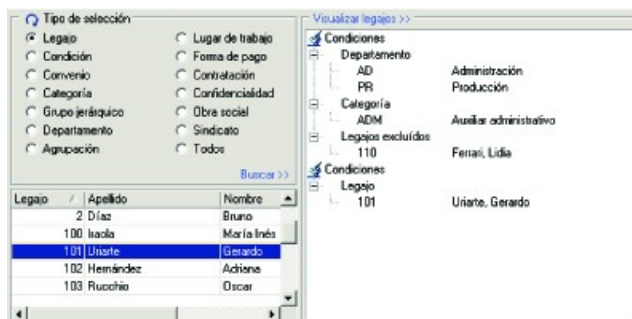 Tipo de selección
Legajo
Condición
Convenio
Categoría
Grupo jerárquico
Departamento
Agrupación
Lugar de trabajo
Forma de pago
Contratación
Confidencialidad
Obra social
Sindicato
Todos
Buscar >>
Legajo / Apellido Nombre
2 Díaz Bruno
100 Isaola María Inés
101 Uriarte Gerardo
102 Hernández Adriana
103 Rucchio Oscar
Visualizar legajos >>
Condiciones
Departamento
AD Administración
PR Producción
Categoría
ADM Auxiliar administrativo
Legajos excluídos
110 Ferrari, Lidia
Condiciones
Legajo
101 Uriarte, Gerardo